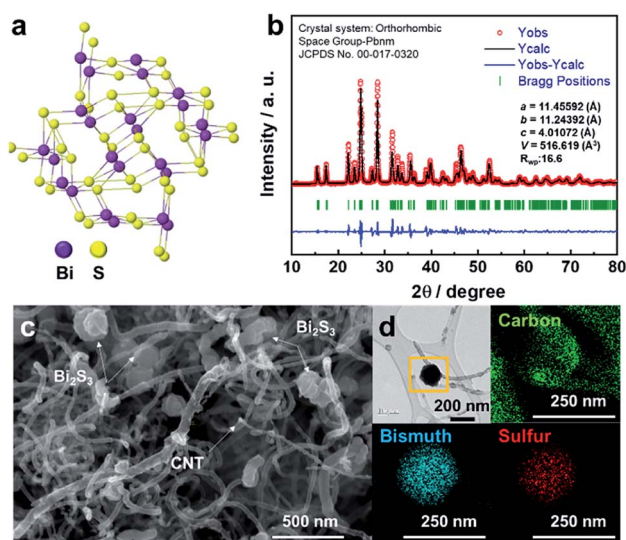 a
Bi
S
b
Crystal system: Orthorhombic
Space Group-Pbnm
JCPDS No. 00-017-0320
Yobs
Ycalc
Yobs-Ycalc
Bragg Positions
a = 11.45592 (Å)
b = 11.24392 (Å)
c = 4.01072 (Å)
V = 516.619 (Å³)
Rwp:16.6
Intensity / a. u.
10 20 30 40 50 60 70 80
2θ / degree
c
Bi₂S₃
Bi₂S₃
CNT
500 nm
d
200 nm
Carbon
250 nm
Bismuth
250 nm
Sulfur
250 nm